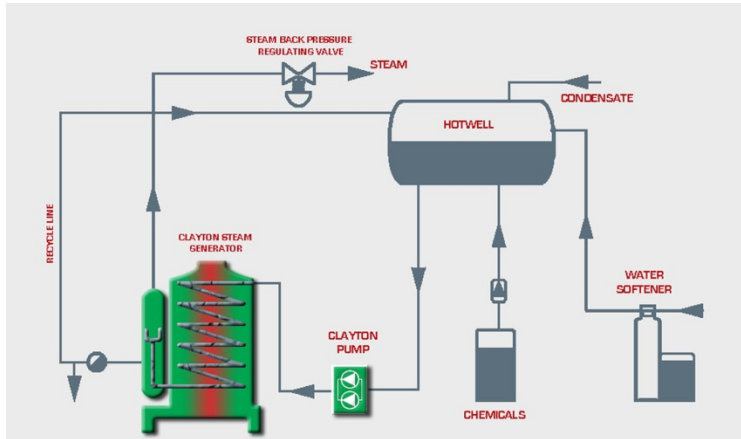 STEAM BACK PRESSURE
REGULATING VALVE
STEAM
CONDENSATE
HOTWELL
RECYCLE LINE
CLAYTON STEAM
GENERATOR
WATER
SOFTENER
CLAYTON
PUMP
CHEMICALS